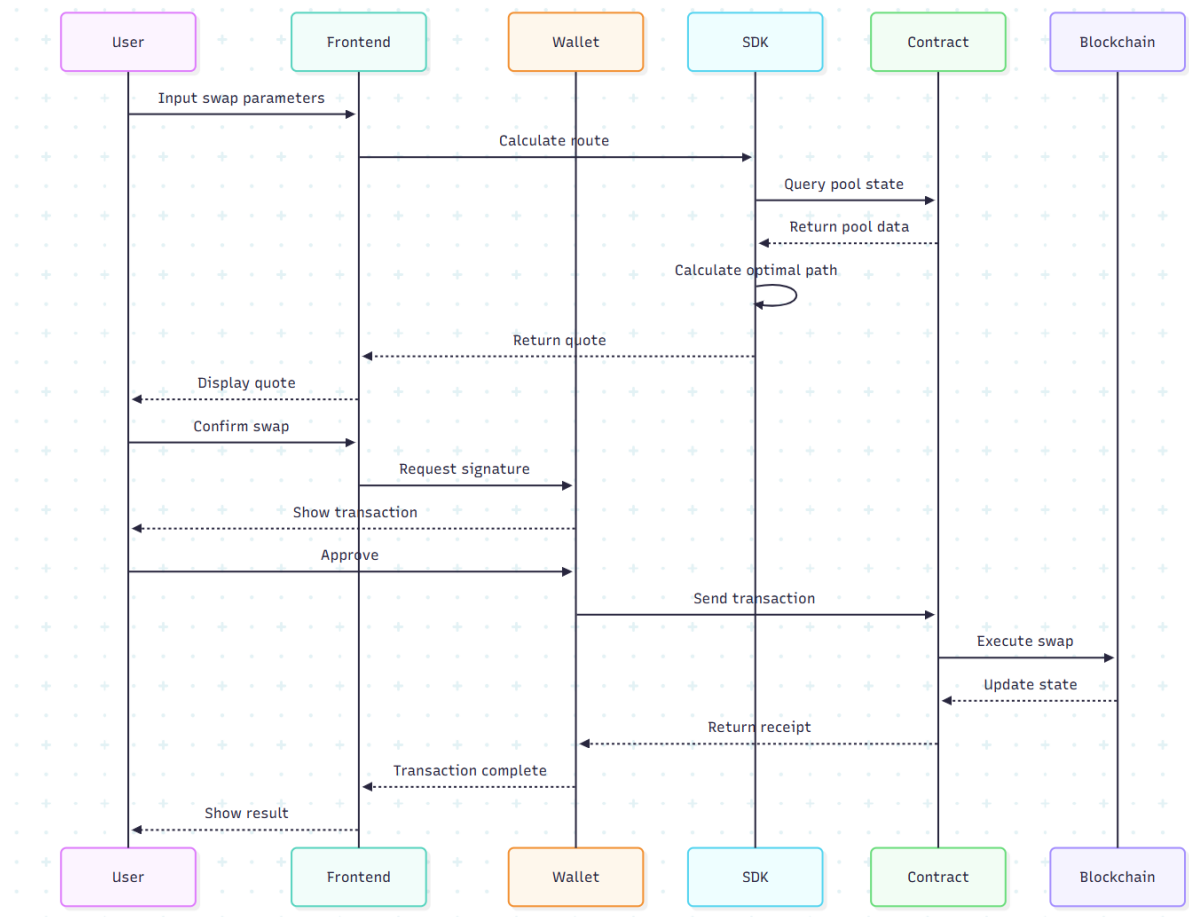 User
Frontend
Wallet
SDK
Contract
Blockchain
Input swap parameters
Calculate route
Query pool state
Return pool data
Calculate optimal path
Return quote
Display quote
Confirm swap
Request signature
Show transaction
Approve
Send transaction
Execute swap
Update state
Return receipt
Transaction complete
Show result
User
Frontend
Wallet
SDK
Contract
Blockchain